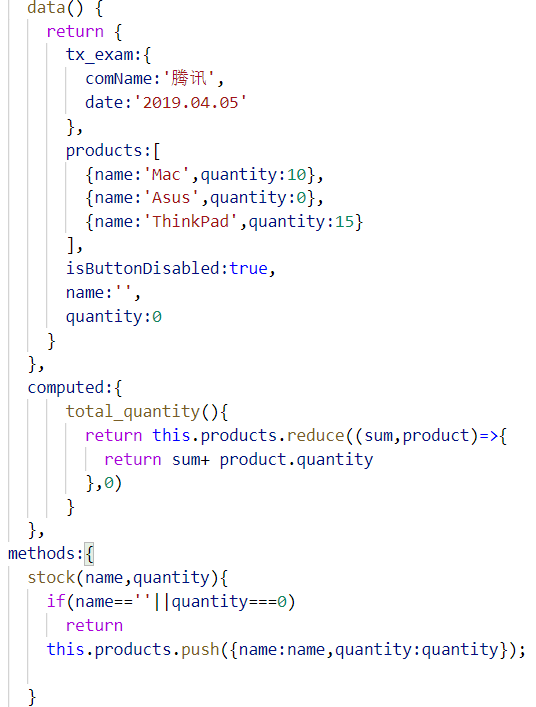 data() {
return {
tx_exam:{
comName:'腾讯',
date:'2019.04.05'
},
products:[
{name:'Mac',quantity:10},
{name:'Asus',quantity:0},
{name:'ThinkPad',quantity:15}
],
isButtonDisabled:true,
name:'',
quantity:0
}
},
computed:{
total_quantity(){
return this.products.reduce((sum,product)=>{
return sum+ product.quantity
},0)
}
},
methods:{
stock(name,quantity){
if(name==''||quantity===0)
return
this.products.push({name:name,quantity:quantity});
}